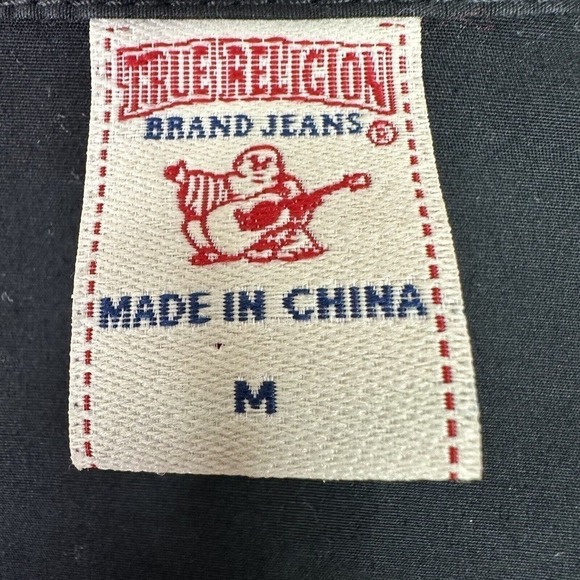 TRUE RELIGION
BRAND JEANS ®
MADE IN CHINA
M